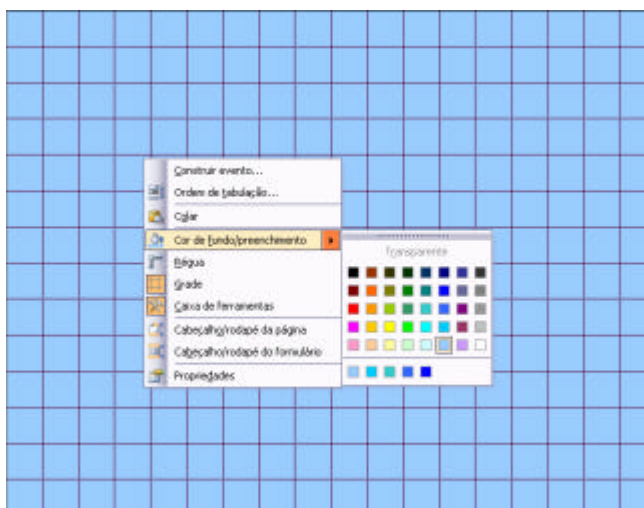 Construir evento...
Ordem de tabulação...
Colar
Cor de fundo/preenchimento
Régua
Grade
Caixa de ferramentas
Cabeçalho/rodapé da página
Cabeçalho/rodapé do formulário
Propriedades
Transparente